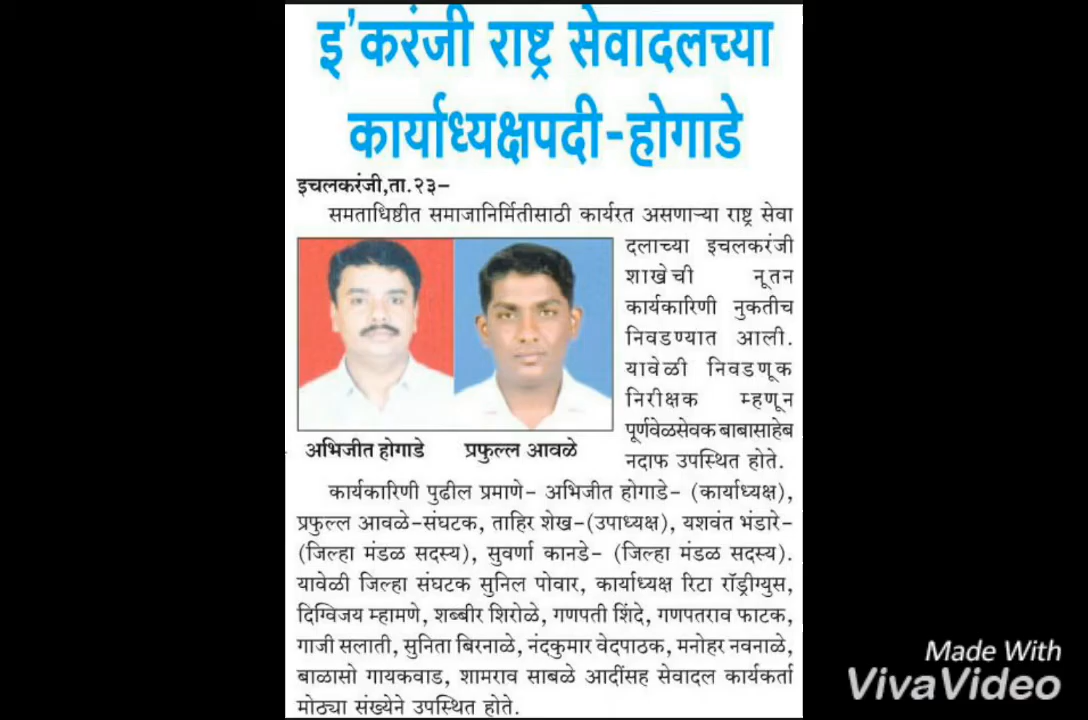 इ'करंजी राष्ट्र सेवादलच्या
कार्याध्यक्षपदी-होगाडे
इचलकरंजी,ता.२३-
समताधिष्ठीत समाजानिर्मितीसाठी कार्यरत असणाऱ्या राष्ट्र सेवा
दलाच्या इचलकरंजी
शाखेची नूतन
कार्यकारिणी नुकतीच
निवडण्यात आली.
यावेळी निवडणूक
निरीक्षक म्हणून
पूर्णवेळसेवक बाबासाहेब
नदाफ उपस्थित होते.
अभिजीत होगाडे प्रफुल्ल आवळे
कार्यकारिणी पुढील प्रमाणे- अभिजीत होगाडे- (कार्याध्यक्ष),
प्रफुल्ल आवळे-संघटक, ताहिर शेख-(उपाध्यक्ष), यशवंत भंडारे-
(जिल्हा मंडळ सदस्य), सुवर्णा कानडे- (जिल्हा मंडळ सदस्य).
यावेळी जिल्हा संघटक सुनिल पोवार, कार्याध्यक्ष रिटा रॉड्रीग्युस,
दिग्विजय म्हामणे, शब्बीर शिरोळे, गणपती शिंदे, गणपतराव फाटक,
गाजी सलाती, सुनिता बिरनाळे, नंदकुमार वेदपाठक, मनोहर नवनाळे,
बाळासो गायकवाड, शामराव साबळे आदींसह सेवादल कार्यकर्ता
मोठ्या संख्येने उपस्थित होते.
Made With
VivaVideo